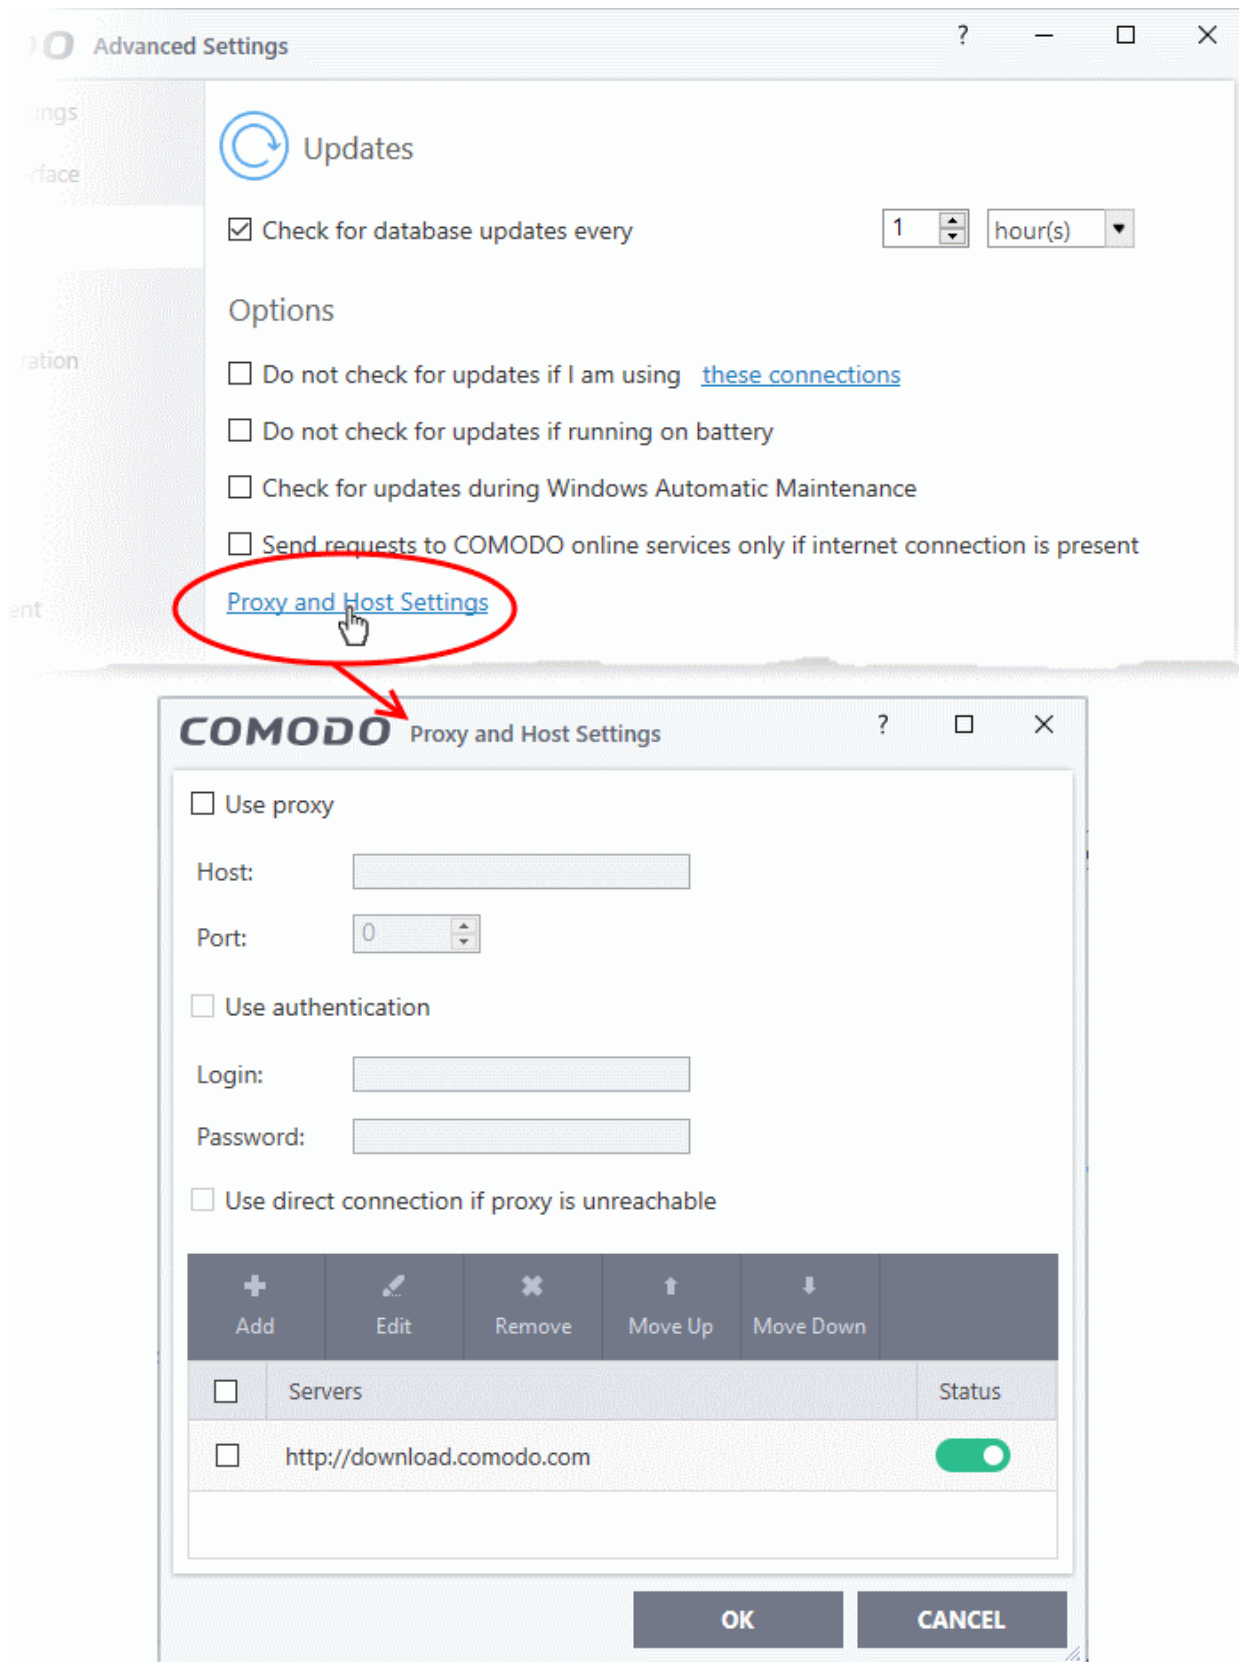 Advanced Settings
?
Updates
Check for database updates every 1 hour(s)
Options
Do not check for updates if I am using these connections
Do not check for updates if running on battery
Check for updates during Windows Automatic Maintenance
Send requests to COMODO online services only if internet connection is present
Proxy and Host Settings
COMODO Proxy and Host Settings ?
Use proxy
Host:
Port: 0
Use authentication
Login:
Password:
Use direct connection if proxy is unreachable
Add Edit Remove Move Up Move Down
Servers Status
http://download.comodo.com
OK CANCEL